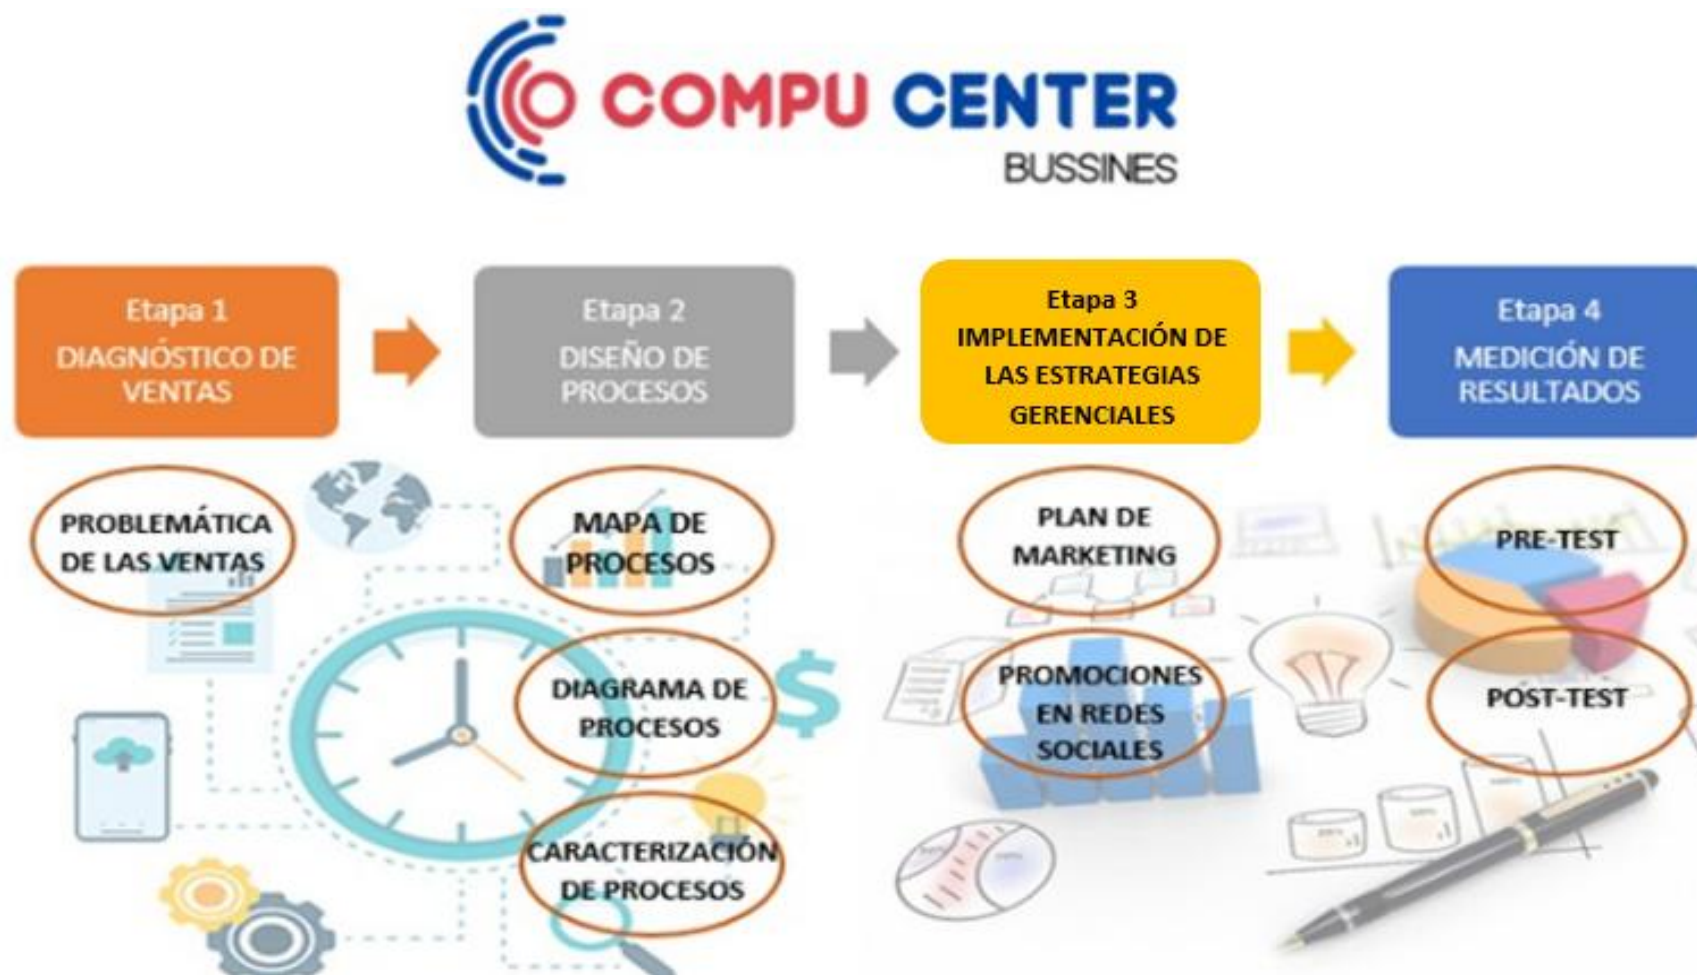 COMPU CENTER
BUSSINES
Etapa 1
DIAGNÓSTICO DE
VENTAS
Etapa 2
DISEÑO DE
PROCESOS
Etapa 3
IMPLEMENTACIÓN DE
LAS ESTRATEGIAS
GERENCIALES
Etapa 4
MEDICIÓN DE
RESULTADOS
PROBLEMÁTICA
DE LAS VENTAS
MAPA DE
PROCESOS
DIAGRAMA DE
PROCESOS
CARACTERIZACIÓN
DE PROCESOS
PLAN DE
MARKETING
PROMOCIONES
EN REDES
SOCIALES
PRE-TEST
POST-TEST
$